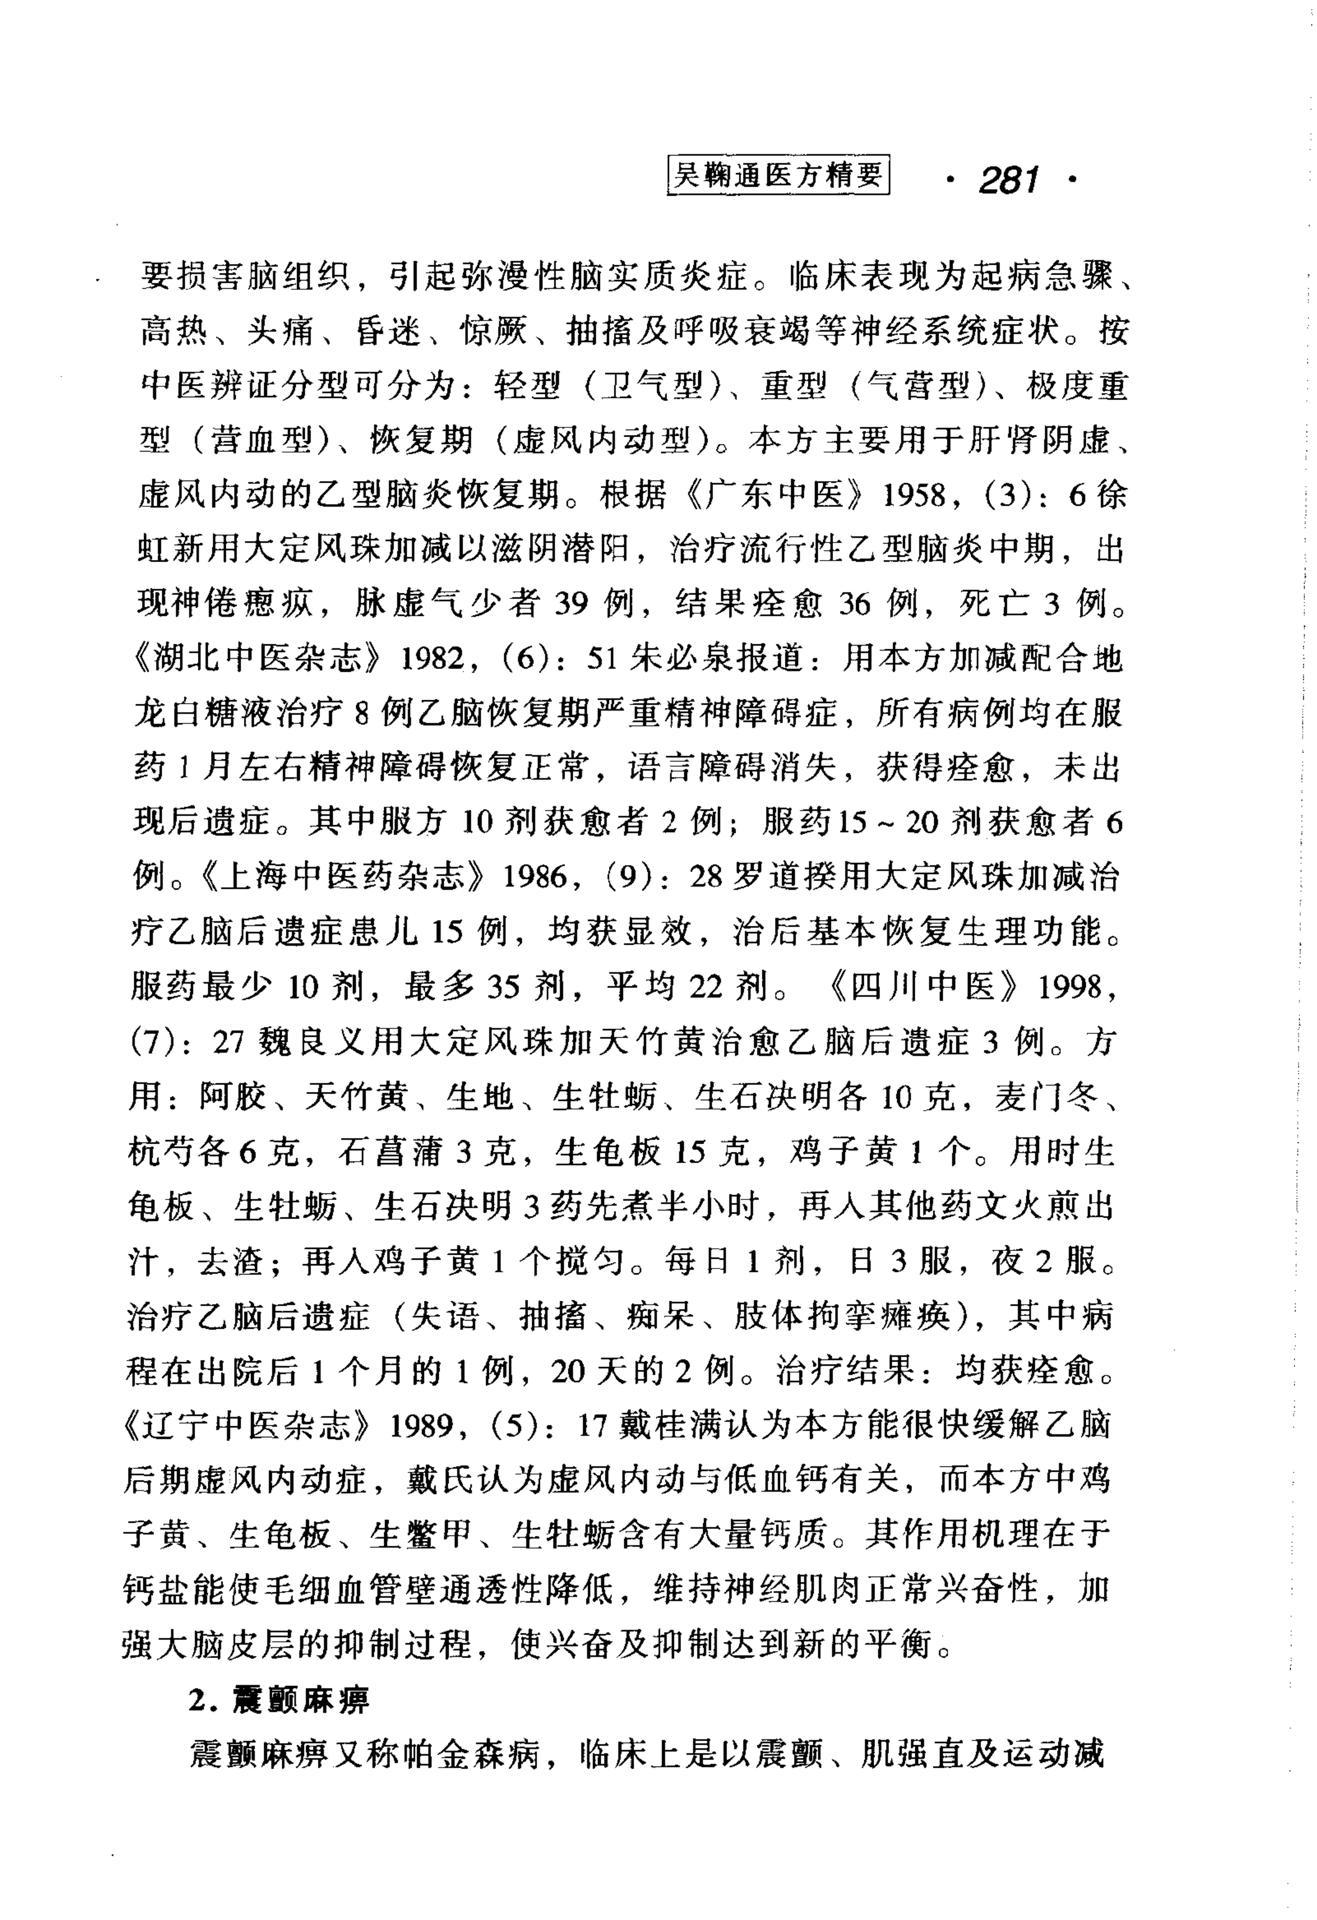 吴鞠通医方精要 · 281 ·
要损害脑组织，引起弥漫性脑实质炎症。临床表现为起病急骤、
高热、头痛、昏迷、惊厥、抽搐及呼吸衰竭等神经系统症状。按
中医辨证分型可分为：轻型（卫气型）、重型（气营型）、极度重
型（营血型）、恢复期（虚风内动型）。本方主要用于肝肾阴虚、
虚风内动的乙型脑炎恢复期。根据《广东中医》1958，（3）：6 徐
虹新用大定风珠加减以滋阴潜阳，治疗流行性乙型脑炎中期，出
现神倦瘛疭，脉虚气少者 39 例，结果痊愈 36 例，死亡 3 例。
《湖北中医杂志》1982，（6）：51 朱必泉报道：用本方加减配合地
龙白糖液治疗 8 例乙脑恢复期严重精神障碍症，所有病例均在服
药 1 月左右精神障碍恢复正常，语言障碍消失，获得痊愈，未出
现后遗症。其中服方 10 剂获愈者 2 例；服药 15～20 剂获愈者 6
例。《上海中医药杂志》1986，（9）：28 罗道揆用大定风珠加减治
疗乙脑后遗症患儿 15 例，均获显效，治后基本恢复生理功能。
服药最少 10 剂，最多 35 剂，平均 22 剂。《四川中医》1998，
（7）：27 魏良义用大定风珠加天竹黄治愈乙脑后遗症 3 例。方
用：阿胶、天竹黄、生地、生牡蛎、生石决明各 10 克，麦门冬、
杭芍各 6 克，石菖蒲 3 克，生龟板 15 克，鸡子黄 1 个。用时生
龟板、生牡蛎、生石决明 3 药先煮半小时，再入其他药文火煎出
汁，去渣；再入鸡子黄 1 个搅匀。每日 1 剂，日 3 服，夜 2 服。
治疗乙脑后遗症（失语、抽搐、痴呆、肢体拘挛瘫痪），其中病
程在出院后 1 个月的 1 例，20 天的 2 例。治疗结果：均获痊愈。
《辽宁中医杂志》1989，（5）：17 戴桂满认为本方能很快缓解乙脑
后期虚风内动症，戴氏认为虚风内动与低血钙有关，而本方中鸡
子黄、生龟板、生鳖甲、生牡蛎含有大量钙质。其作用机理在于
钙盐能使毛细血管壁通透性降低，维持神经肌肉正常兴奋性，加
强大脑皮层的抑制过程，使兴奋及抑制达到新的平衡。
2. 震颤麻痹
震颤麻痹又称帕金森病，临床上是以震颤、肌强直及运动减